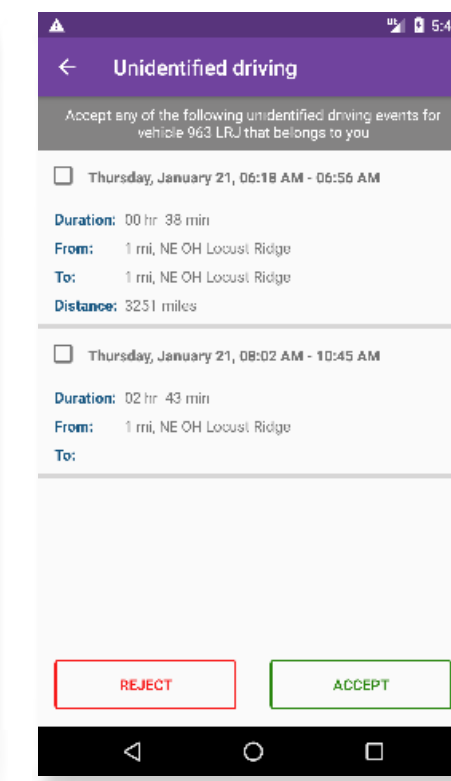 5:4
Unidentified driving
Accept any of the following unidentified driving events for
vehicle 963 LRJ that belongs to you
Thursday, January 21, 06:18 AM - 06:56 AM
Duration: 00 hr 38 min
From: 1 mi, NE OH Locust Ridge
To: 1 mi, NE OH Locust Ridge
Distance: 3251 miles
Thursday, January 21, 08:02 AM - 10:45 AM
Duration: 02 hr 43 min
From: 1 mi, NE OH Locust Ridge
To:
REJECT ACCEPT